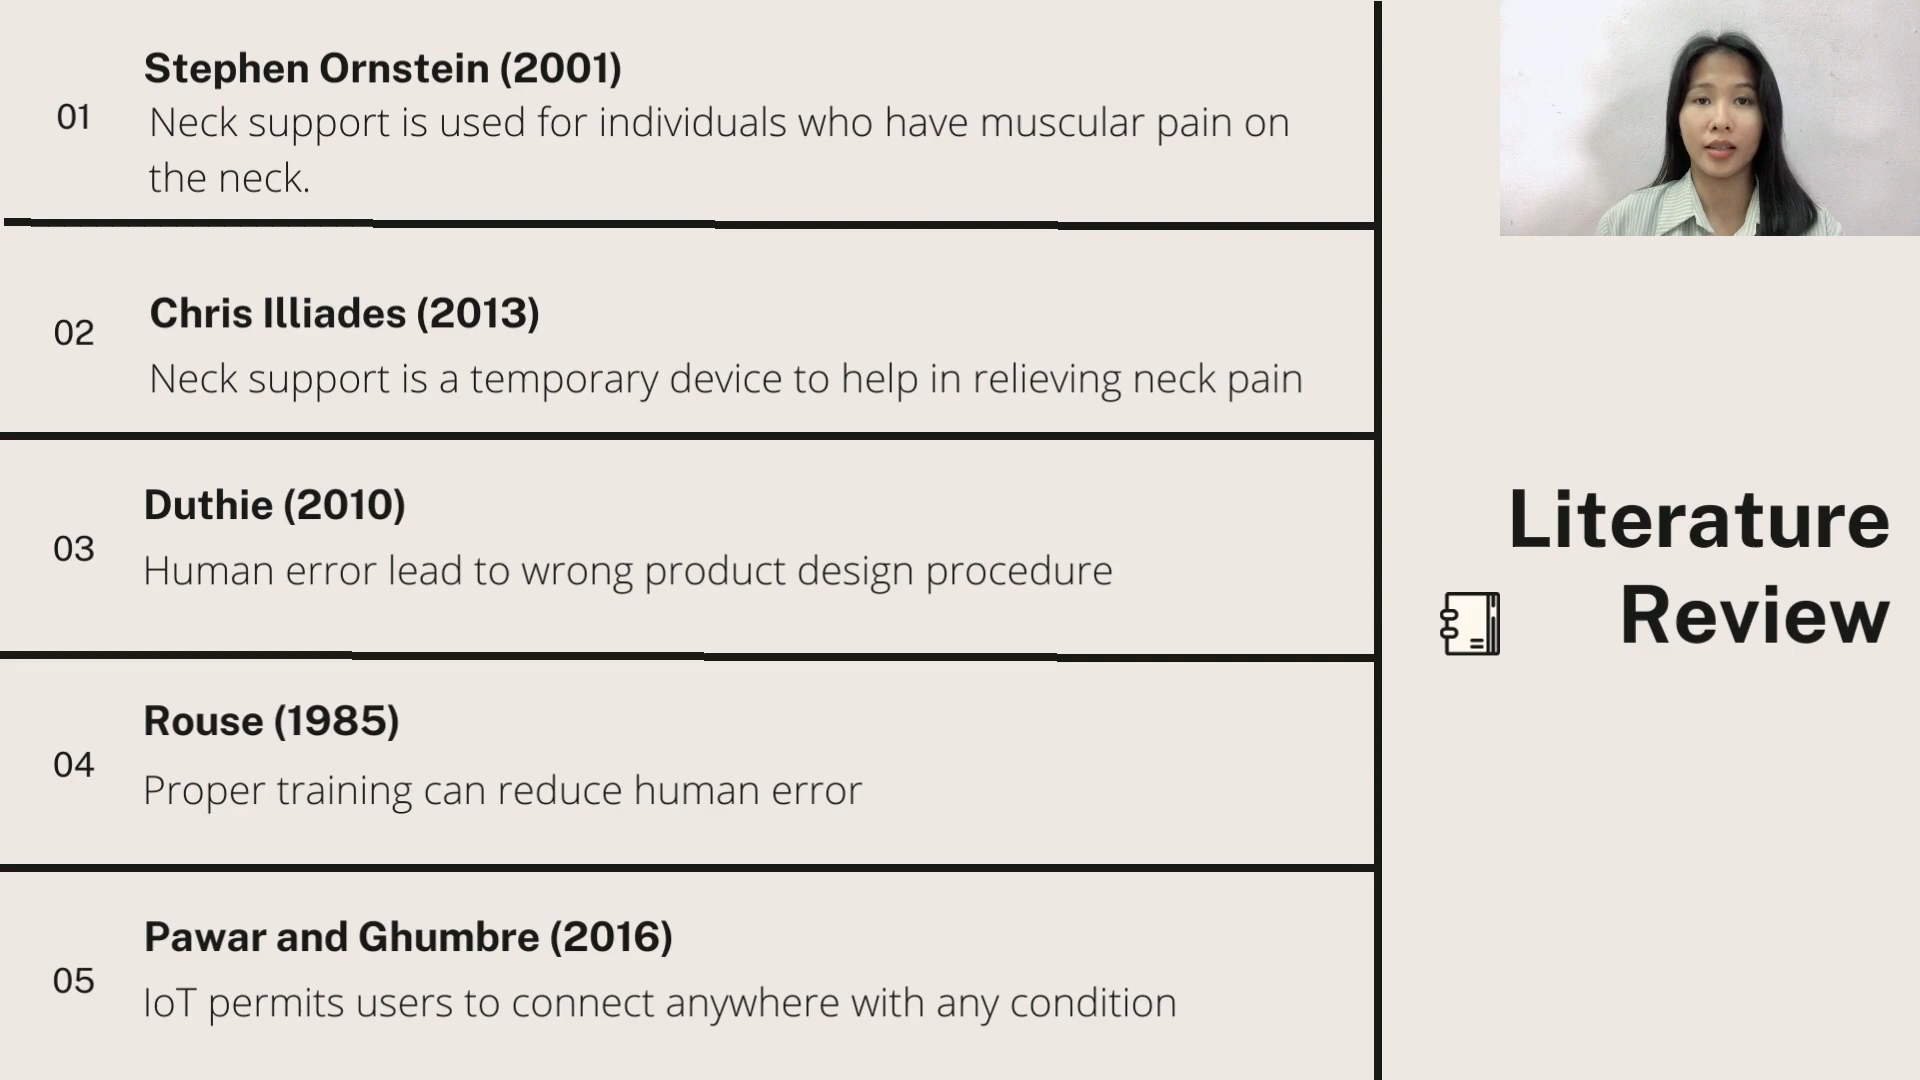 01
Stephen Ornstein (2001)
Neck support is used for individuals who have muscular pain on
the neck.
02
Chris Illiades (2013)
Neck support is a temporary device to help in relieving neck pain
03
Duthie (2010)
Human error lead to wrong product design procedure
04
Rouse (1985)
Proper training can reduce human error
05
Pawar and Ghumbre (2016)
IoT permits users to connect anywhere with any condition
Literature
Review